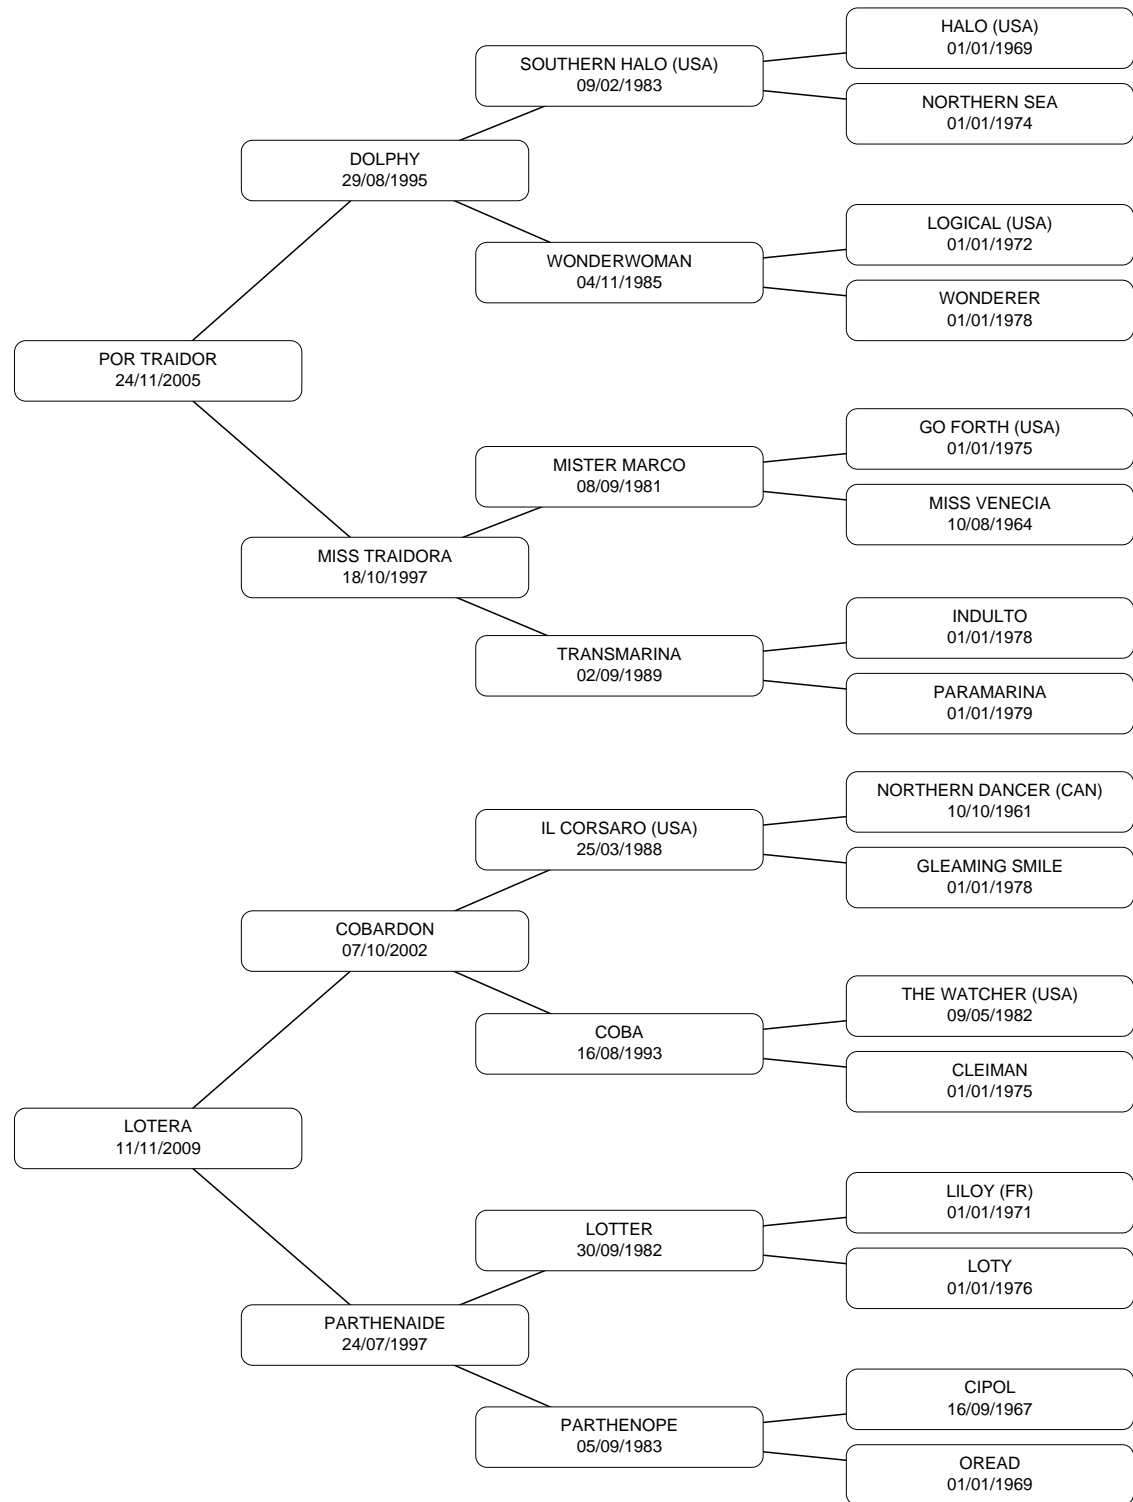 HALO (USA)
01/01/1969
SOUTHERN HALO (USA)
09/02/1983
NORTHERN SEA
01/01/1974
DOLPHY
29/08/1995
LOGICAL (USA)
01/01/1972
WONDERWOMAN
04/11/1985
WONDERER
01/01/1978
POR TRAIDOR
24/11/2005
GO FORTH (USA)
01/01/1975
MISTER MARCO
08/09/1981
MISS VENECIA
10/08/1964
MISS TRAIDORA
18/10/1997
INDULTO
01/01/1978
TRANSMARINA
02/09/1989
PARAMARINA
01/01/1979
NORTHERN DANCER (CAN)
10/10/1961
IL CORSARO (USA)
25/03/1988
GLEAMING SMILE
01/01/1978
COBARDON
07/10/2002
THE WATCHER (USA)
09/05/1982
COBA
16/08/1993
CLEIMAN
01/01/1975
LOTERA
11/11/2009
LILOY (FR)
01/01/1971
LOTTER
30/09/1982
LOTY
01/01/1976
PARTHENAIDE
24/07/1997
CIPOL
16/09/1967
PARTHENOPE
05/09/1983
OREAD
01/01/1969